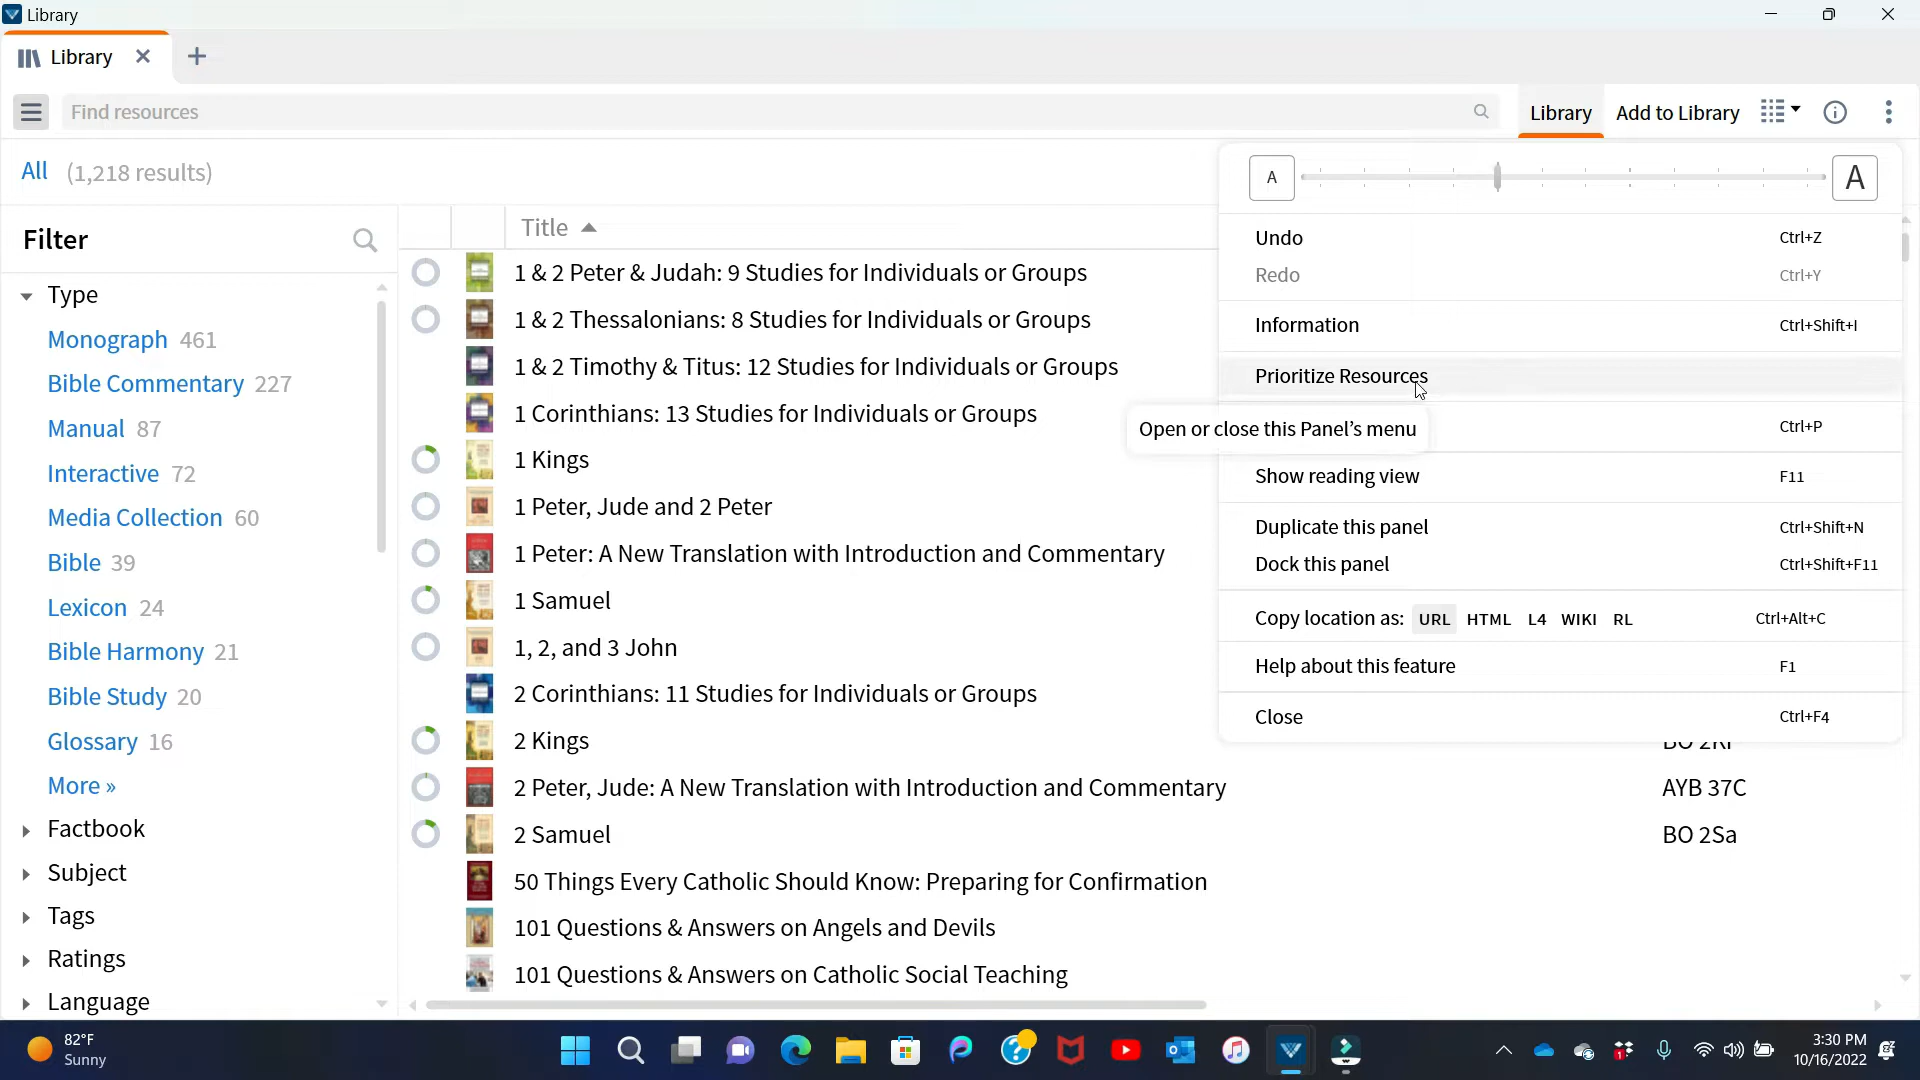 Library
Library
Find resources
Library
Add to Library
All (1,218 results)
A
A
Filter
Title
Undo Ctrl+Z
Redo Ctrl+Y
Information Ctrl+Shift+I
Prioritize Resources
Open or close this Panel’s menu
Ctrl+P
Show reading view F11
Duplicate this panel Ctrl+Shift+N
Dock this panel Ctrl+Shift+F11
Copy location as: URL HTML L4 WIKI RL Ctrl+Alt+C
Help about this feature F1
Close Ctrl+F4
Type
Monograph 461
Bible Commentary 227
Manual 87
Interactive 72
Media Collection 60
Bible 39
Lexicon 24
Bible Harmony 21
Bible Study 20
Glossary 16
More »
Factbook
Subject
Tags
Ratings
Language
1 & 2 Peter & Judah: 9 Studies for Individuals or Groups
1 & 2 Thessalonians: 8 Studies for Individuals or Groups
1 & 2 Timothy & Titus: 12 Studies for Individuals or Groups
1 Corinthians: 13 Studies for Individuals or Groups
1 Kings
1 Peter, Jude and 2 Peter
1 Peter: A New Translation with Introduction and Commentary
1 Samuel
1, 2, and 3 John
2 Corinthians: 11 Studies for Individuals or Groups
2 Kings
2 Peter, Jude: A New Translation with Introduction and Commentary AYB 37C
2 Samuel BO 2Sa
50 Things Every Catholic Should Know: Preparing for Confirmation
101 Questions & Answers on Angels and Devils
101 Questions & Answers on Catholic Social Teaching
82°F
Sunny
1
3:30 PM
10/16/2022